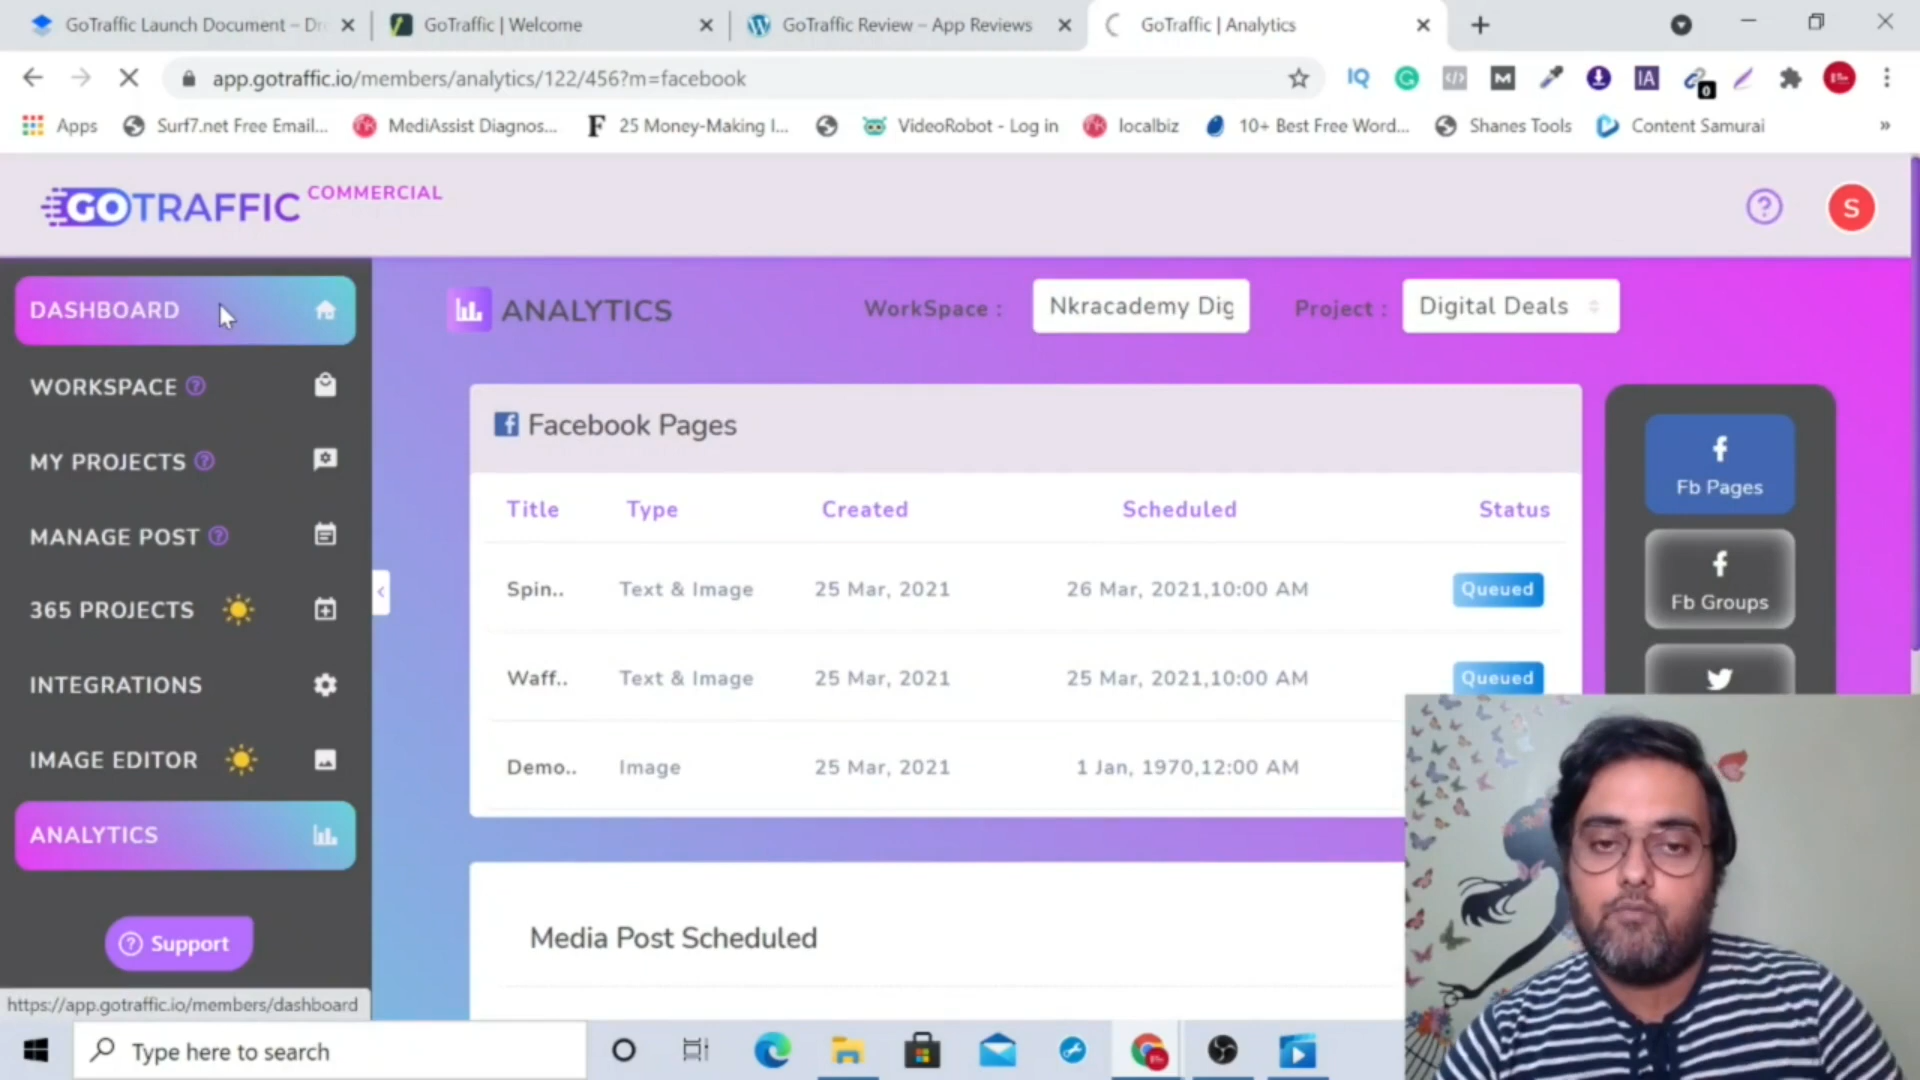 GoTraffic Launch Document – Dr
GoTraffic | Welcome
GoTraffic Review – App Reviews
GoTraffic | Analytics
app.gotraffic.io/members/analytics/122/456?m=facebook
IQ
M
IA
0
Apps
Surf7.net Free Email...
MediAssist Diagnos...
25 Money-Making I...
VideoRobot - Log in
localbiz
10+ Best Free Word...
Shanes Tools
Content Samurai
»
GOTRAFFIC COMMERCIAL
?
S
DASHBOARD
WORKSPACE ?
MY PROJECTS ?
MANAGE POST ?
365 PROJECTS
INTEGRATIONS
IMAGE EDITOR
ANALYTICS
? Support
https://app.gotraffic.io/members/dashboard
ANALYTICS
WorkSpace :
Nkracademy Dig
Project :
Digital Deals
Facebook Pages
Title Type Created Scheduled Status
Spin.. Text & Image 25 Mar, 2021 26 Mar, 2021,10:00 AM Queued
Waff.. Text & Image 25 Mar, 2021 25 Mar, 2021,10:00 AM Queued
Demo.. Image 25 Mar, 2021 1 Jan, 1970,12:00 AM
Fb Pages
Fb Groups
Media Post Scheduled
Type here to search